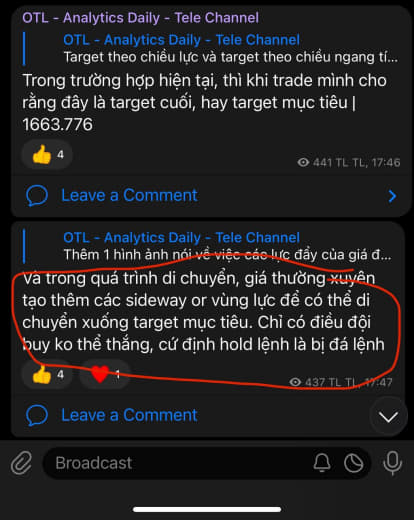 OTL - Analytics Daily - Tele Channel
OTL - Analytics Daily - Tele Channel
Target theo chiều lực và target theo chiều ngang tí...
Trong trường hợp hiện tại, thì khi trade mình cho
rằng đây là target cuối, hay target mục tiêu |
1663.776
4
441 TL TL, 17:46
Leave a Comment
OTL - Analytics Daily - Tele Channel
Thêm 1 hình ảnh nói về việc các lực đẩy của giá đ...
Và trong quá trình di chuyển, giá thường xuyên
tạo thêm các sideway or vùng lực để có thể di
chuyển xuống target mục tiêu. Chỉ có điều đội
buy ko thể thắng, cứ định hold lệnh là bị đá lệnh
4 1
437 TL TL, 17:47
Leave a Comment
Broadcast